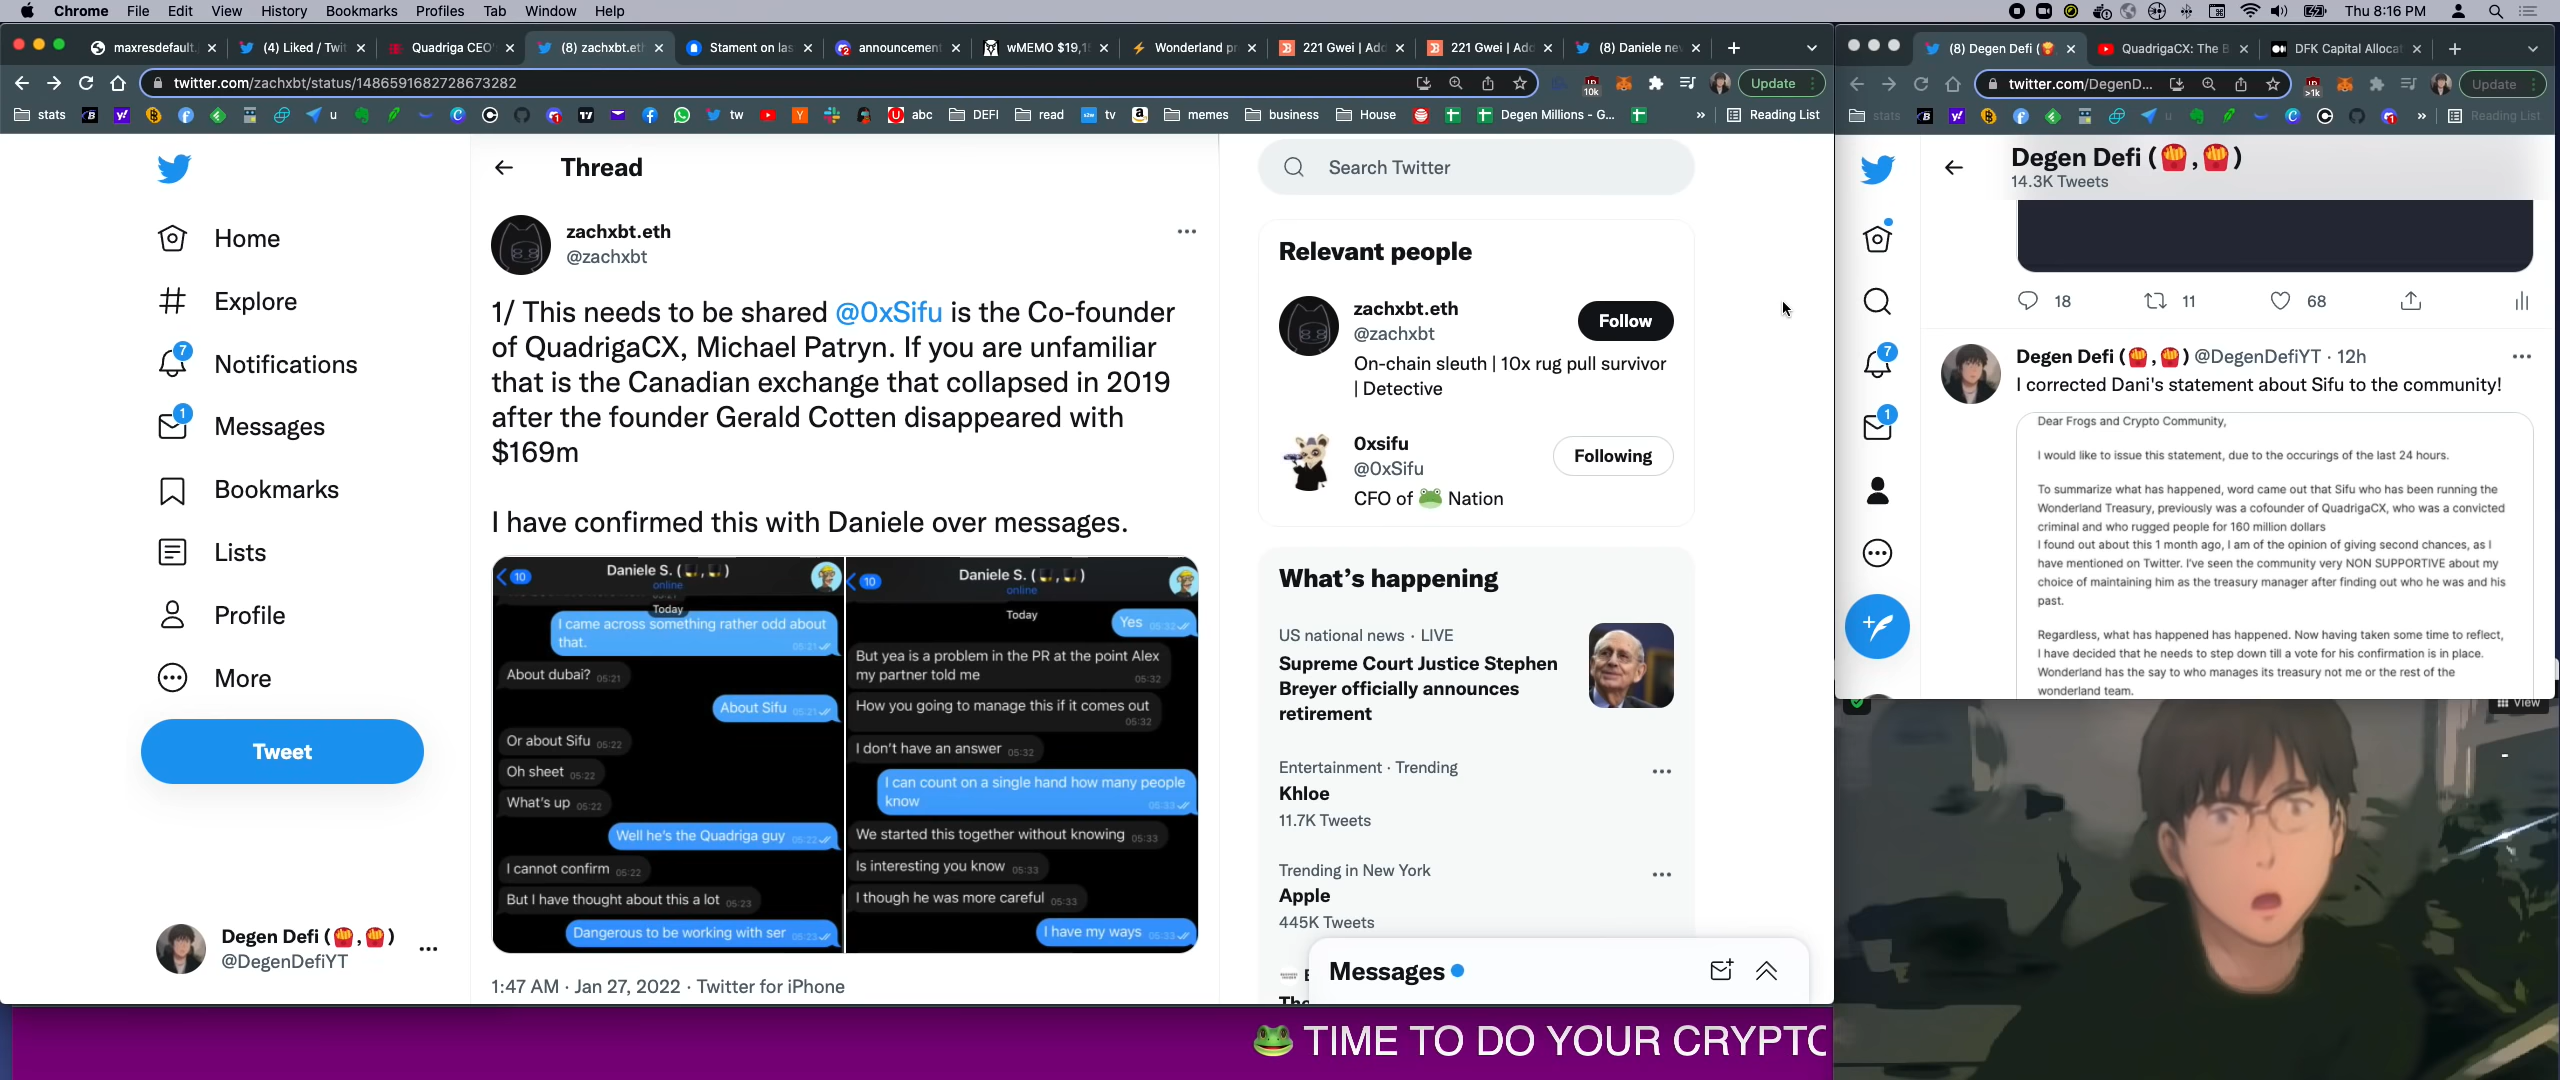 Chrome File Edit View History Bookmarks Profiles Tab Window Help
Thu 8:16 PM
maxresdefault.
(4) Liked / Twit
Quadriga CEO'
(8) zachxbt.eth
Stament on las
announcement
wMEMO $19,1
Wonderland pr
221 Gwei | Add
221 Gwei | Add
(8) Daniele ne
twitter.com/zachxbt/status/1486591682728673282
10k
Update
stats
u
tw
abc
DEFI
read
tv
memes
business
House
Degen Millions - G...
»
Reading List
Home
Explore
7
Notifications
1
Messages
Bookmarks
Lists
Profile
More
Tweet
Degen Defi (🍟,🍟)
@DegenDefiYT
Thread
zachxbt.eth
@zachxbt
1/ This needs to be shared @0xSifu is the Co-founder
of QuadrigaCX, Michael Patryn. If you are unfamiliar
that is the Canadian exchange that collapsed in 2019
after the founder Gerald Cotten disappeared with
$169m
I have confirmed this with Daniele over messages.
10
Daniele S. (🎩,🎩)
online
Today
I came across something rather odd about
that. 05:21
About dubai? 05:21
About Sifu 05:21
Or about Sifu 05:22
Oh sheet 05:22
What's up 05:22
Well he's the Quadriga guy 05:22
I cannot confirm 05:22
But I have thought about this a lot 05:23
Dangerous to be working with ser 05:23
10
Daniele S. (🎩,🎩)
online
Today
Yes 05:32
But yea is a problem in the PR at the point Alex
my partner told me 05:32
How you going to manage this if it comes out
05:32
I don't have an answer 05:32
I can count on a single hand how many people
know 05:33
We started this together without knowing 05:33
Is interesting you know 05:33
I though he was more careful 05:33
I have my ways 05:33
1:47 AM · Jan 27, 2022 · Twitter for iPhone
Search Twitter
Relevant people
zachxbt.eth
@zachxbt
Follow
On-chain sleuth | 10x rug pull survivor
| Detective
0xsifu
@0xSifu
Following
CFO of 🐸 Nation
What's happening
US national news · LIVE
Supreme Court Justice Stephen
Breyer officially announces
retirement
Entertainment · Trending
Khloe
11.7K Tweets
Trending in New York
Apple
445K Tweets
Messages
🐸 TIME TO DO YOUR CRYPTO
(8) Degen Defi (🍟
QuadrigaCX: The B
DFK Capital Alloca
twitter.com/DegenD...
>1k
Update
stats
u
»
Reading List
Degen Defi (🍟,🍟)
14.3K Tweets
18
11
68
7
1
Degen Defi (🍟,🍟) @DegenDefiYT · 12h
I corrected Dani's statement about Sifu to the community!
Dear Frogs and Crypto Community,
I would like to issue this statement, due to the occurings of the last 24 hours.
To summarize what has happened, word came out that Sifu who has been running the
Wonderland Treasury, previously was a cofounder of QuadrigaCX, who was a convicted
criminal and who rugged people for 160 million dollars
I found out about this 1 month ago, I am of the opinion of giving second chances, as I
have mentioned on Twitter. I've seen the community very NON SUPPORTIVE about my
choice of maintaining him as the treasury manager after finding out who he was and his
past.
Regardless, what has happened has happened. Now having taken some time to reflect,
I have decided that he needs to step down till a vote for his confirmation is in place.
Wonderland has the say to who manages its treasury not me or the rest of the
wonderland team.
View